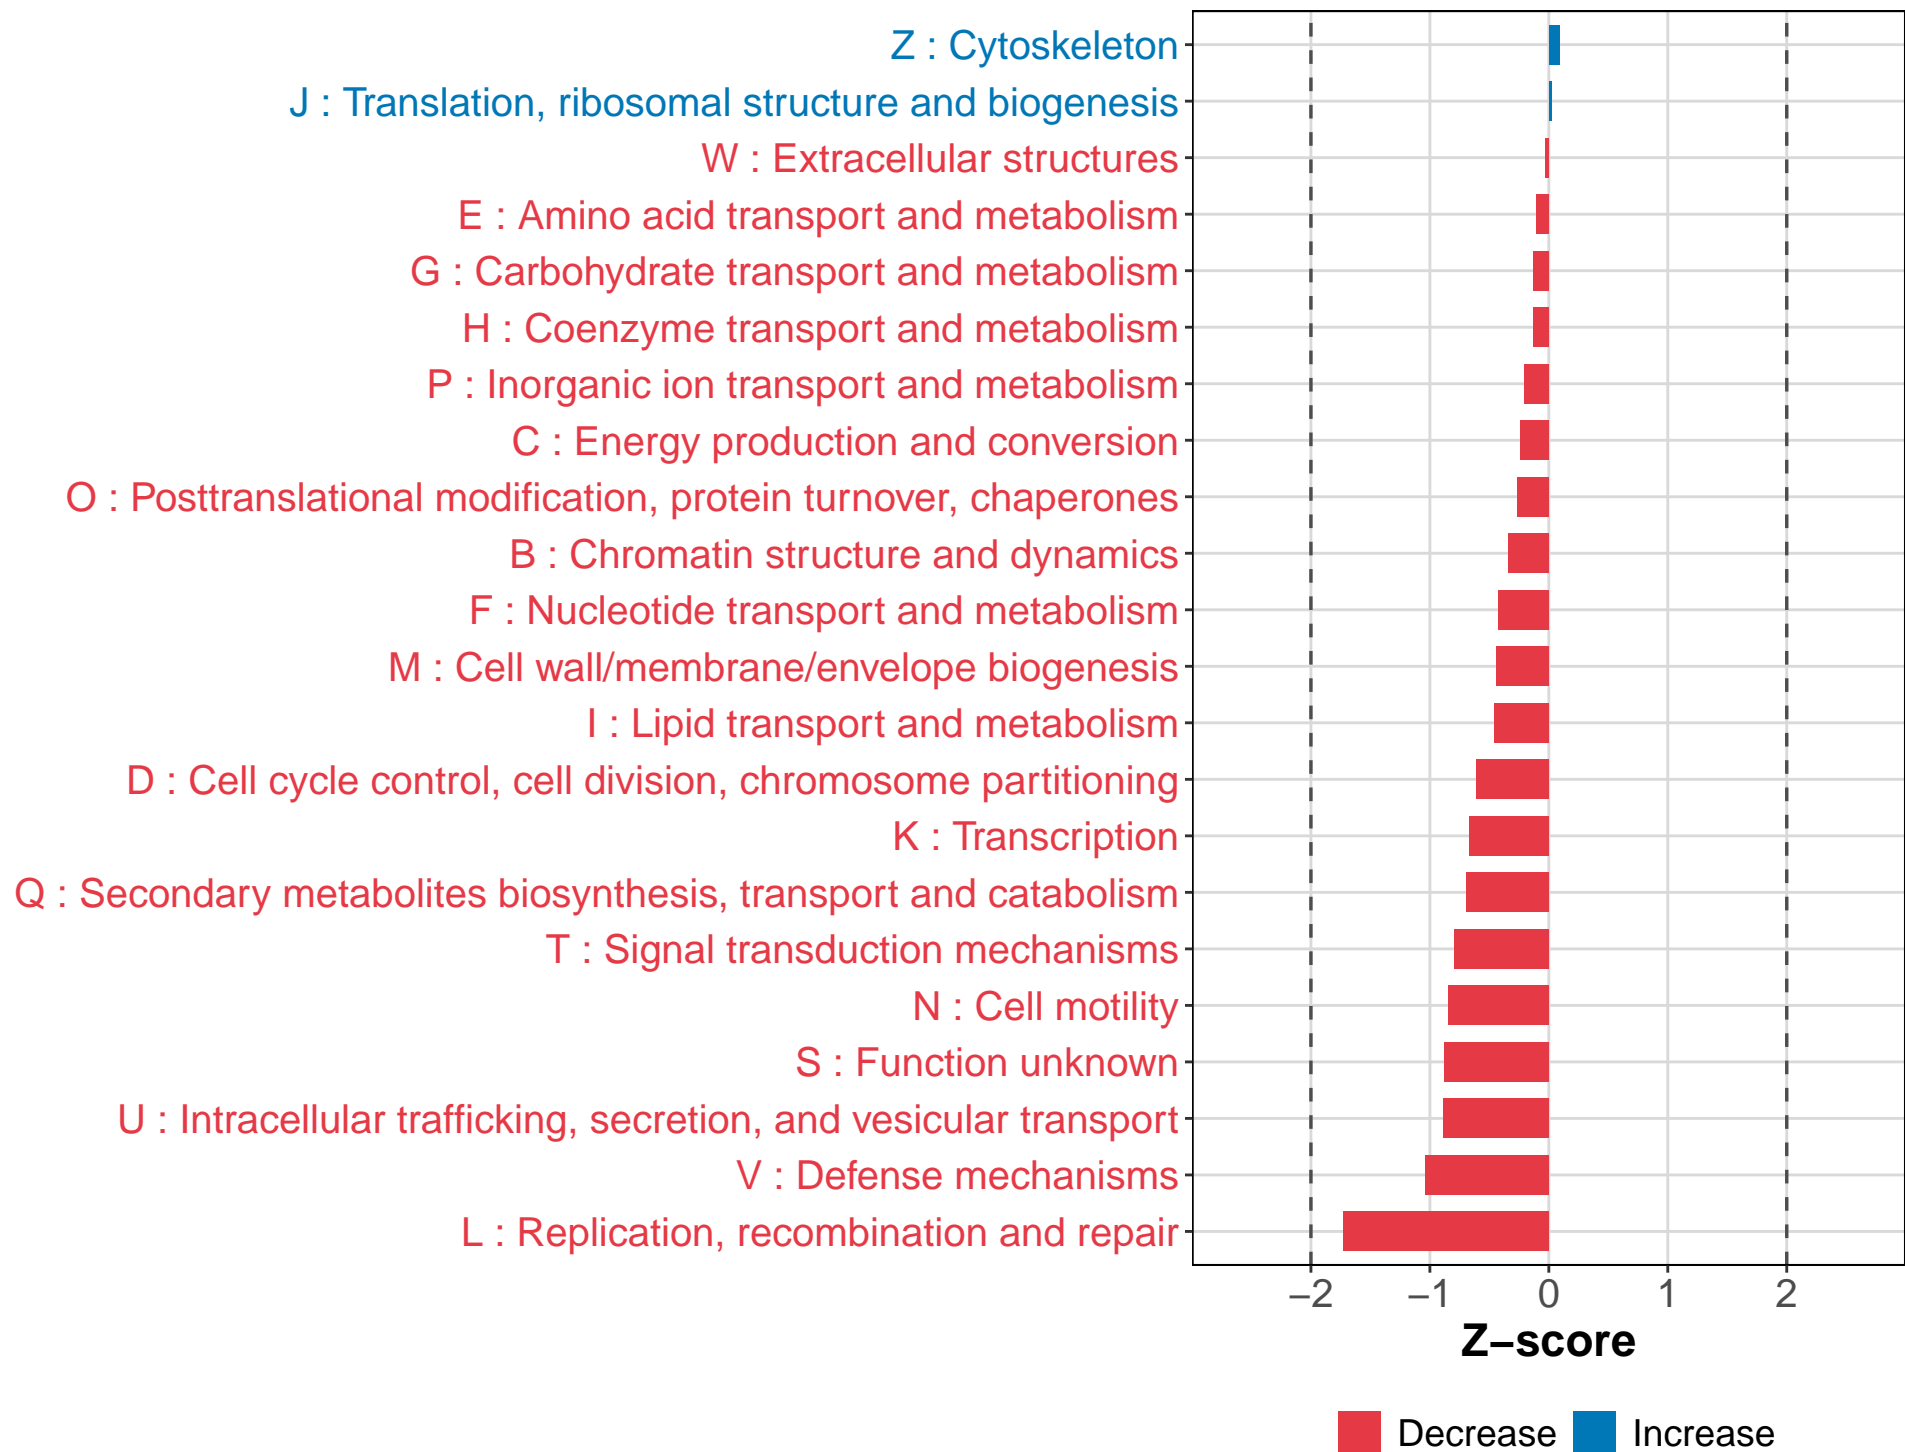 Z : Cytoskeleton
J : Translation, ribosomal structure and biogenesis
W : Extracellular structures
E : Amino acid transport and metabolism
G : Carbohydrate transport and metabolism
H : Coenzyme transport and metabolism
P : Inorganic ion transport and metabolism
C : Energy production and conversion
O : Posttranslational modification, protein turnover, chaperones
B : Chromatin structure and dynamics
F : Nucleotide transport and metabolism
M : Cell wall/membrane/envelope biogenesis
I : Lipid transport and metabolism
D : Cell cycle control, cell division, chromosome partitioning
K : Transcription
Q : Secondary metabolites biosynthesis, transport and catabolism
T : Signal transduction mechanisms
N : Cell motility
S : Function unknown
U : Intracellular trafficking, secretion, and vesicular transport
V : Defense mechanisms
L : Replication, recombination and repair
−2 −1 0 1 2
Z−score
Decrease Increase